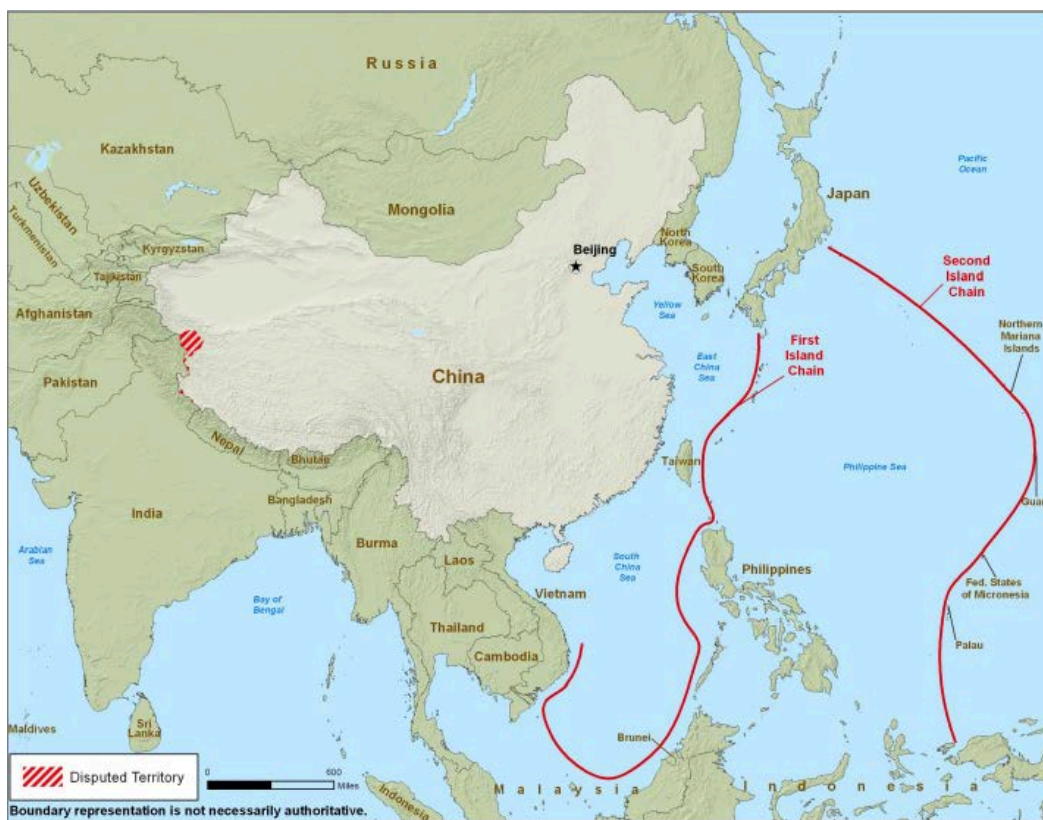 Russia
Kazakhstan
Mongolia
Uzbekistan
Turkmenistan
Kyrgyzstan
Tajikistan
Afghanistan
Pakistan
Beijing
North
Korea
South
Korea
Japan
Pacific
Ocean
Second
Island
Chain
Northern
Mariana
Islands
Yellow
Sea
East
China
Sea
First
Island
Chain
China
Nepal
Bhutan
Bangladesh
India
Burma
Laos
Taiwan
Philippine Sea
Guam
Arabian
Sea
Bay of
Bengal
South
China
Sea
Vietnam
Thailand
Cambodia
Philippines
Fed. States
of Micronesia
Palau
Maldives
Sri
Lanka
Brunei
Malaysia
Indonesia
Indonesia
Disputed Territory
0
600
Miles
Boundary representation is not necessarily authoritative.